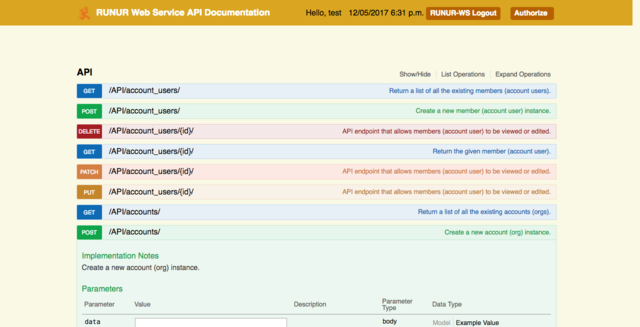 RUNUR Web Service API Documentation Hello, test 12/05/2017 6:31 p.m. RUNUR-WS Logout Authorize
API Show/Hide List Operations Expand Operations
GET /API/account_users/ Return a list of all the existing members (account users).
POST /API/account_users/ Create a new member (account user) instance.
DELETE /API/account_users/{id}/ API endpoint that allows members (account user) to be viewed or edited.
GET /API/account_users/{id}/ Return the given member (account user).
PATCH /API/account_users/{id}/ API endpoint that allows members (account user) to be viewed or edited.
PUT /API/account_users/{id}/ API endpoint that allows members (account user) to be viewed or edited.
GET /API/accounts/ Return a list of all the existing accounts (orgs).
POST /API/accounts/ Create a new account (org) instance.
Implementation Notes
Create a new account (org) instance.
Parameters
Parameter Value Description Parameter Type Data Type
data body Model Example Value